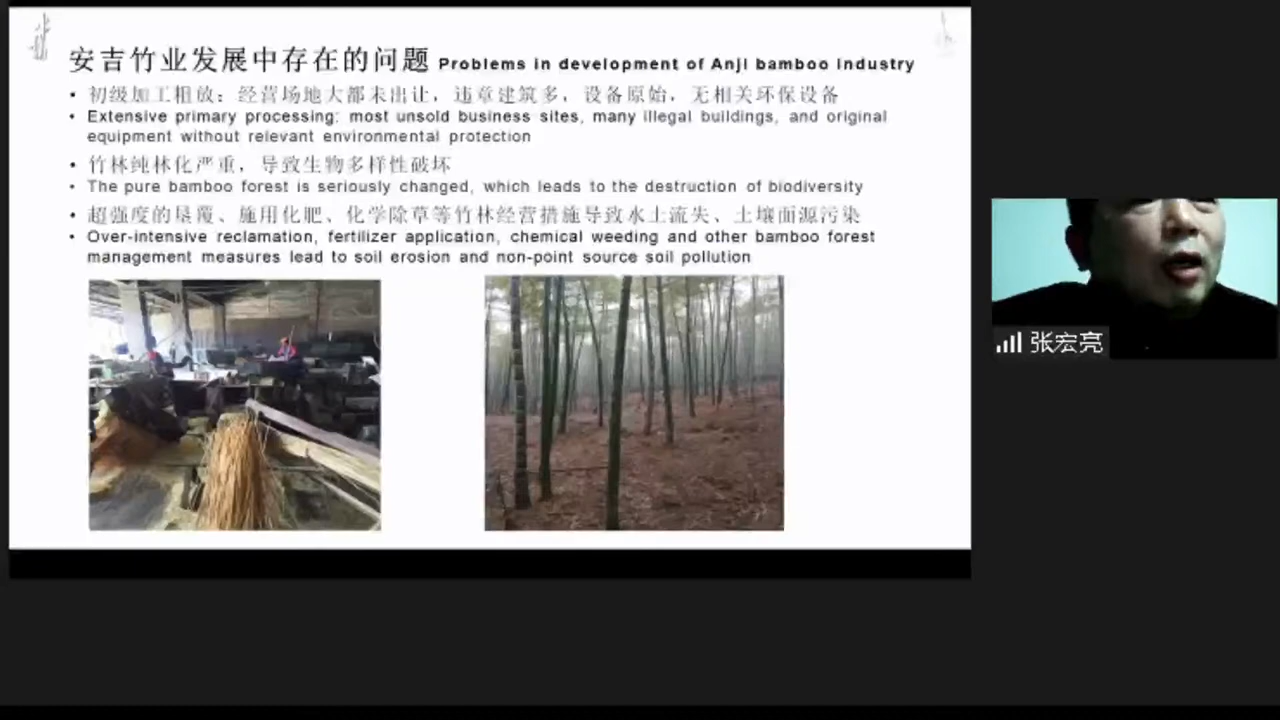 安吉竹业发展中存在的问题 Problems in development of Anji bamboo industry
• 初级加工粗放：经营场地大都未出让，违章建筑多，设备原始，无相关环保设备
• Extensive primary processing: most unsold business sites, many illegal buildings, and original
equipment without relevant environmental protection
• 竹林纯林化严重，导致生物多样性破坏
• The pure bamboo forest is seriously changed, which leads to the destruction of biodiversity
• 超强度的垦覆、施用化肥、化学除草等竹林经营措施导致水土流失、土壤面源污染
• Over-intensive reclamation, fertilizer application, chemical weeding and other bamboo forest
management measures lead to soil erosion and non-point source soil pollution
张宏亮